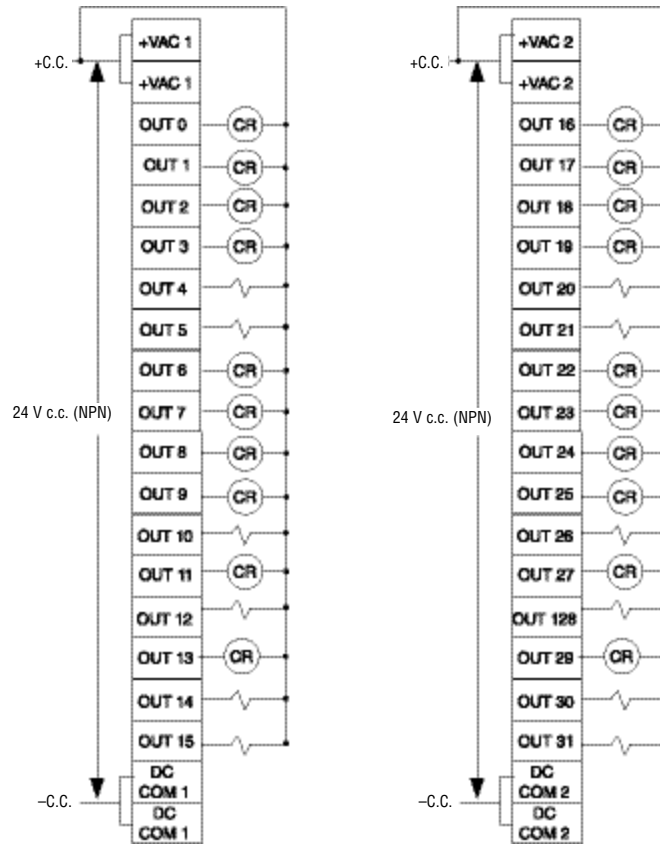 +VAC 1
+C.C.
+VAC 1
OUT 0 CR
OUT 1 CR
OUT 2 CR
OUT 3 CR
OUT 4
OUT 5
OUT 6 CR
24 V c.c. (NPN)
OUT 7 CR
OUT 8 CR
OUT 9 CR
OUT 10
OUT 11 CR
OUT 12
OUT 13 CR
OUT 14
OUT 15
DC
COM 1
–C.C.
DC
COM 1
+VAC 2
+C.C.
+VAC 2
OUT 16 CR
OUT 17 CR
OUT 18 CR
OUT 19 CR
OUT 20
OUT 21
OUT 22 CR
24 V c.c. (NPN)
OUT 23 CR
OUT 24 CR
OUT 25 CR
OUT 26
OUT 27 CR
OUT 128
OUT 29 CR
OUT 30
OUT 31
DC
COM 2
–C.C.
DC
COM 2